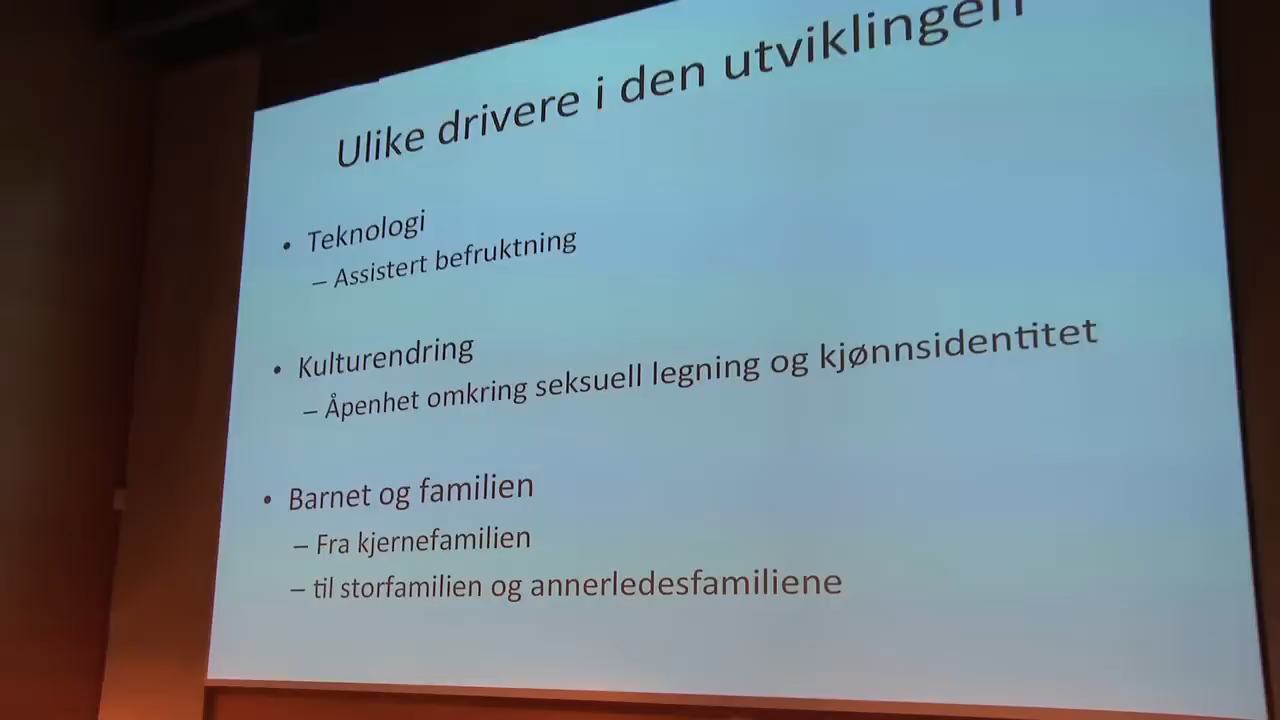 Ulike drivere i den utviklingen
• Teknologi
– Assistert befruktning
• Kulturendring
– Åpenhet omkring seksuell legning og kjønnsidentitet
• Barnet og familien
– Fra kjernefamilien
– til storfamilien og annerledesfamiliene